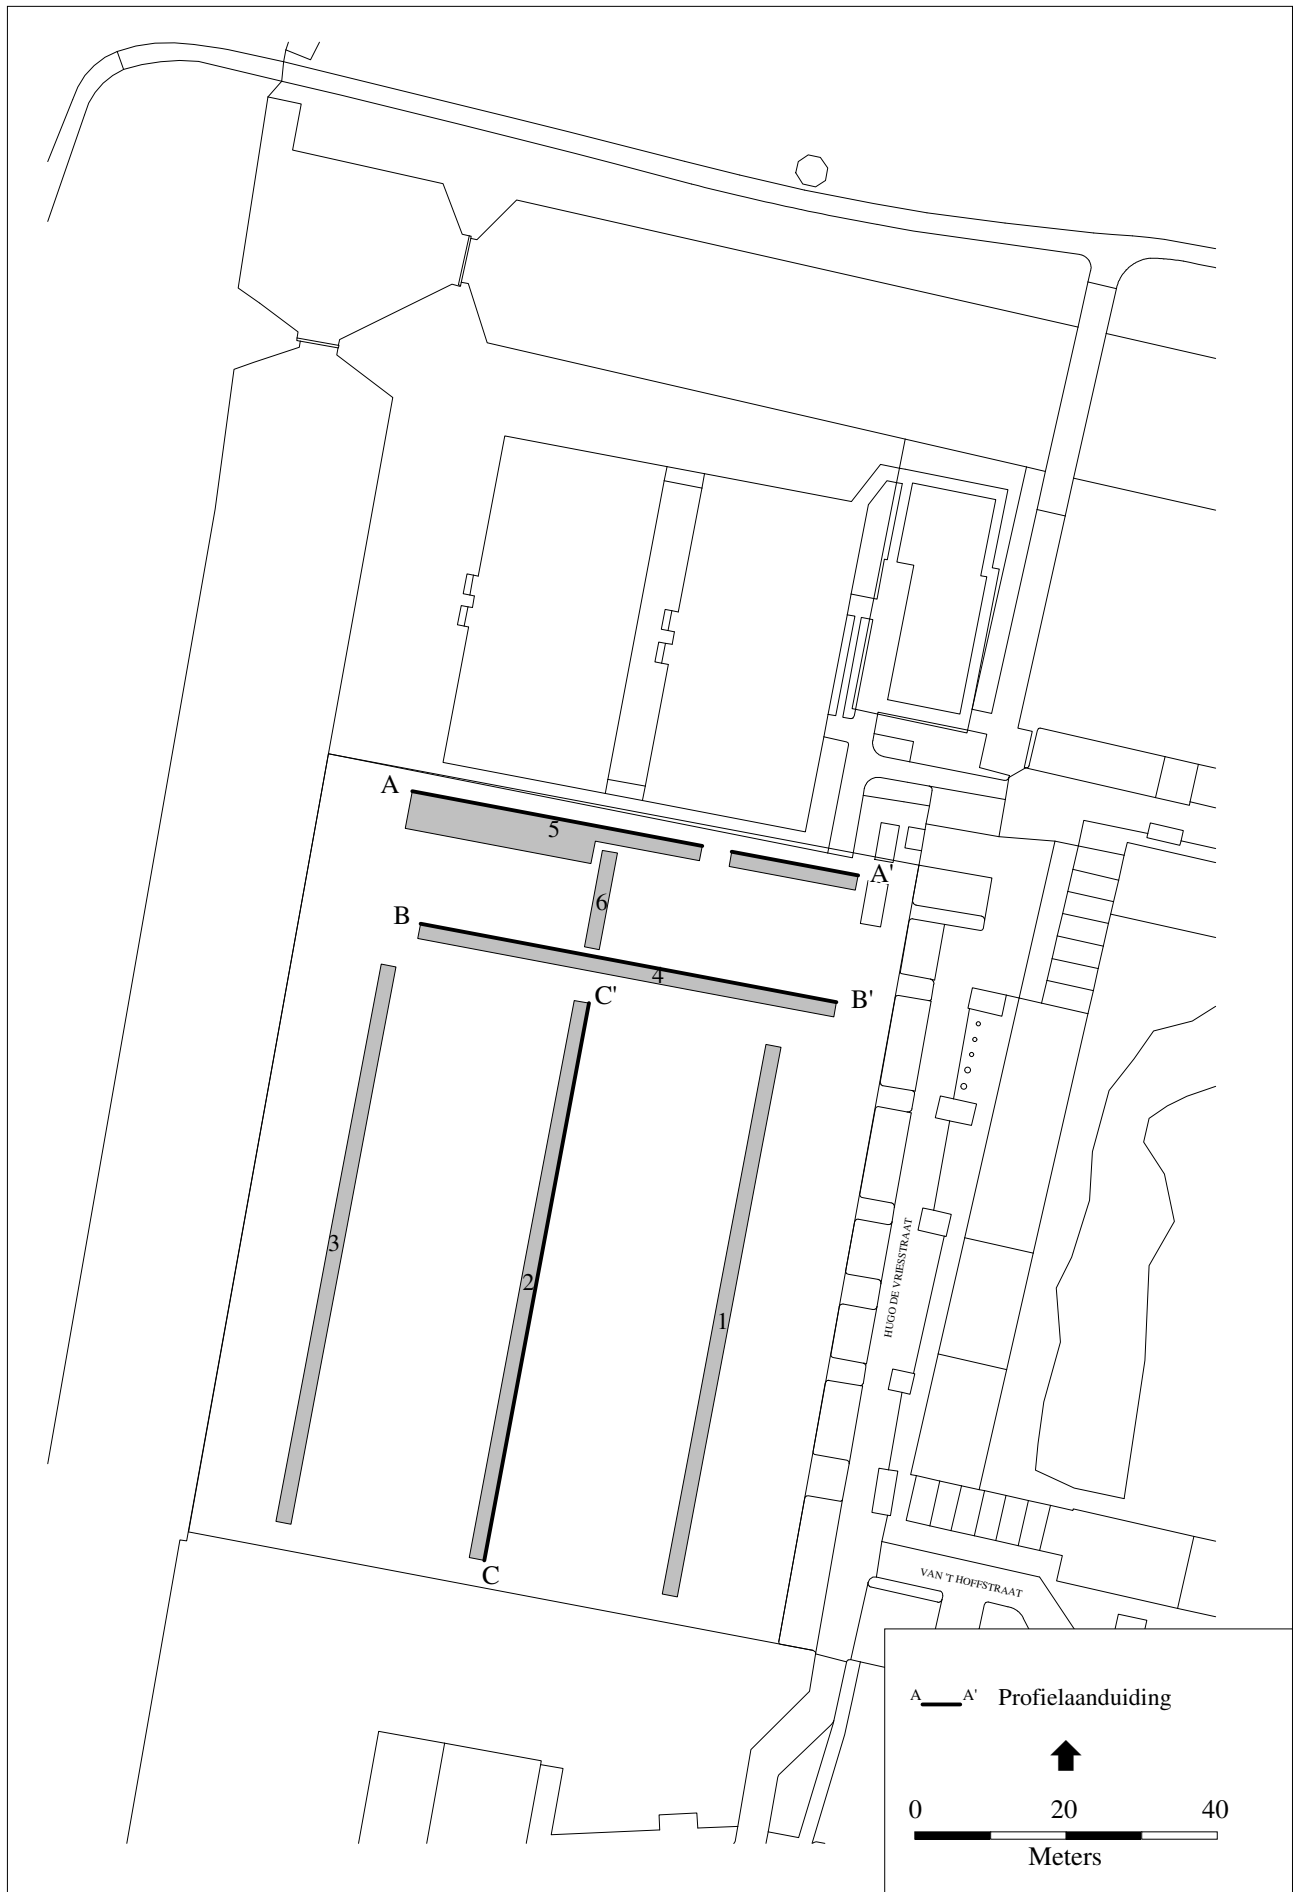 A
5
A'
6
B
4
B'
C'
3
2
1
HUGO DE VRIESSTRAAT
C
VAN 'T HOFFSTRAAT
A A' Profielaanduiding
0 20 40
Meters